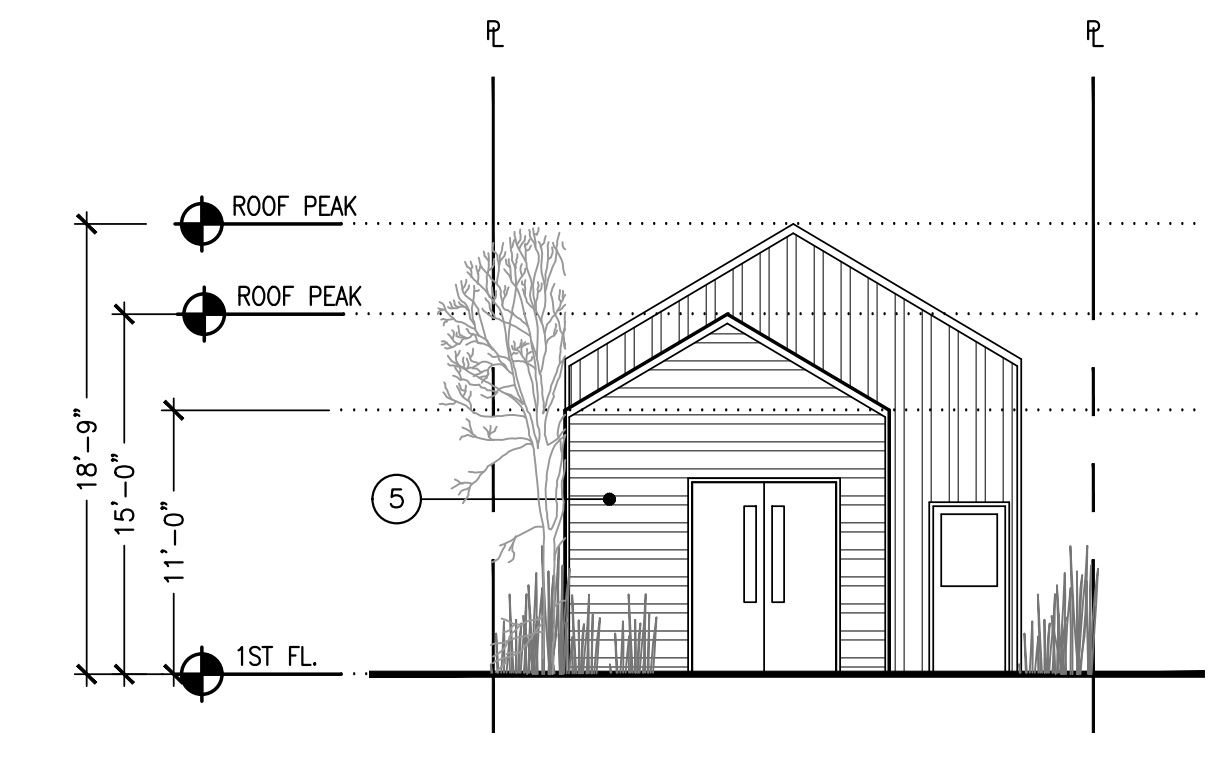 PL PL
ROOF PEAK
ROOF PEAK
18'-9"
15'-0"
11'-0"
5
1ST FL.